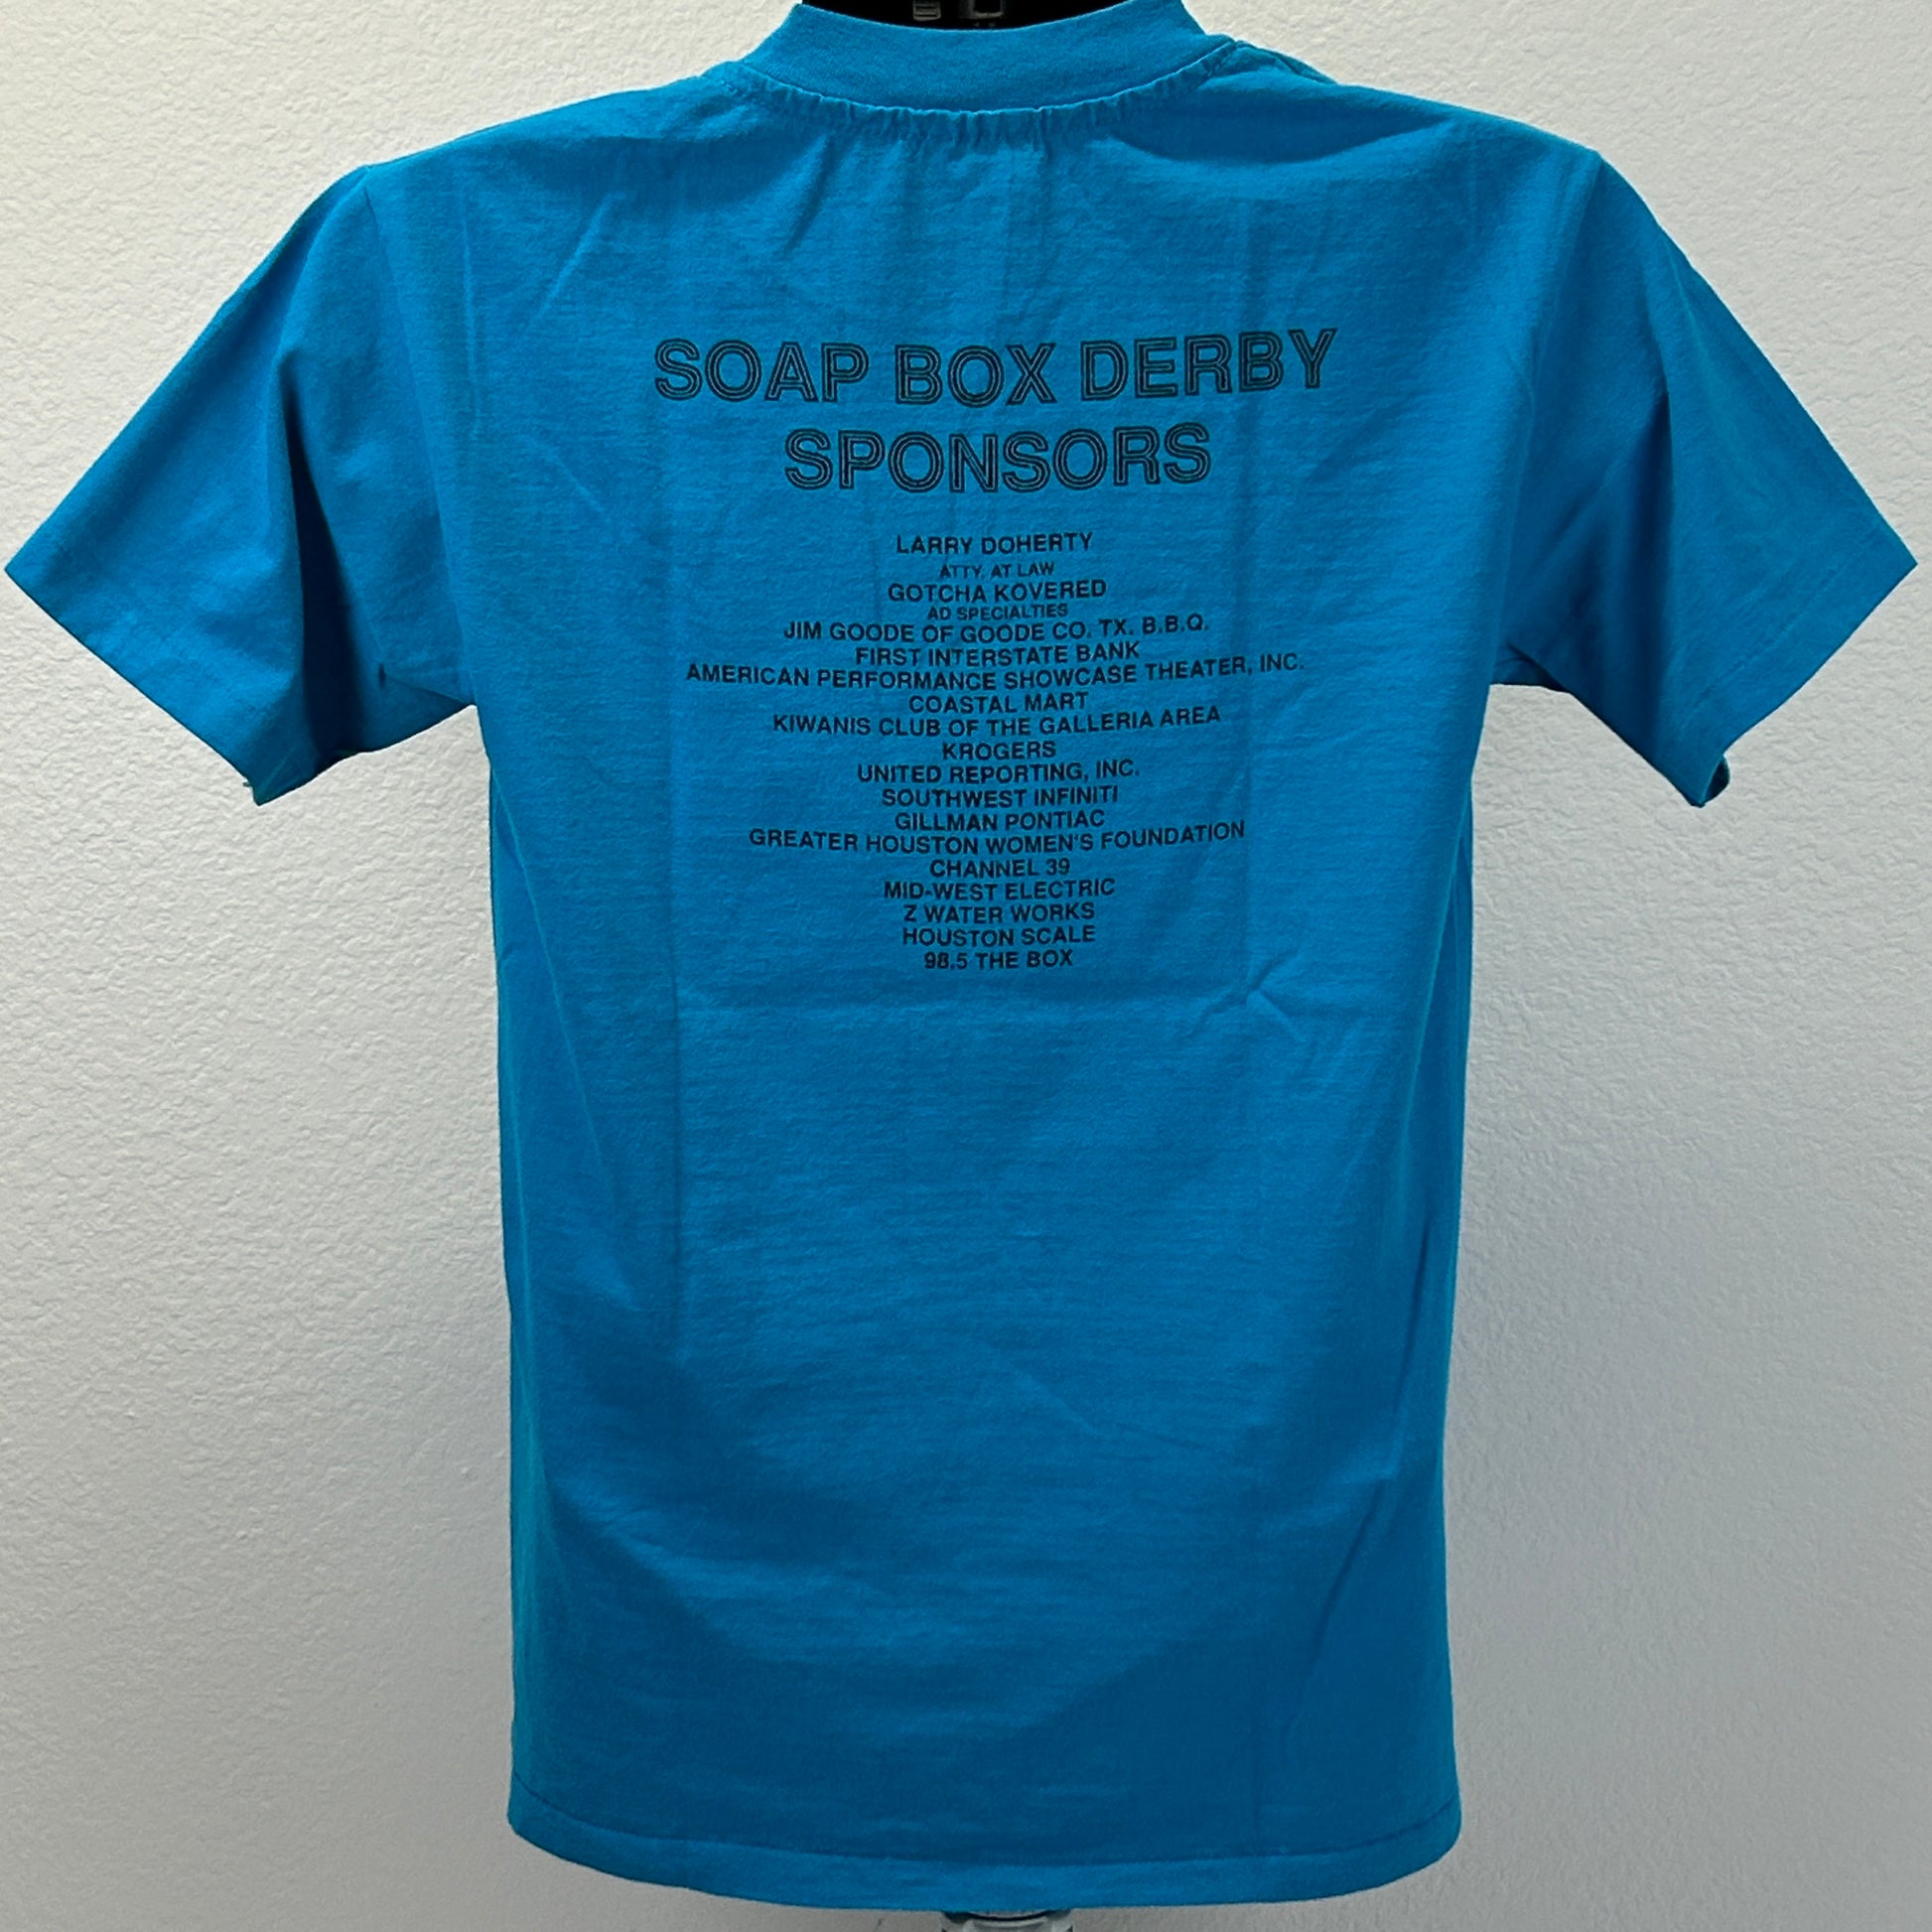 SOAP BOX DERBY
SPONSORS
LARRY DOHERTY
ATTY. AT LAW
GOTCHA KOVERED
AD SPECIALTIES
JIM GOODE OF GOODE CO. TX. B.B.Q.
FIRST INTERSTATE BANK
AMERICAN PERFORMANCE SHOWCASE THEATER, INC.
COASTAL MART
KIWANIS CLUB OF THE GALLERIA AREA
KROGERS
UNITED REPORTING, INC.
SOUTHWEST INFINITI
GILLMAN PONTIAC
GREATER HOUSTON WOMEN'S FOUNDATION
CHANNEL 39
MID-WEST ELECTRIC
Z WATER WORKS
HOUSTON SCALE
98.5 THE BOX